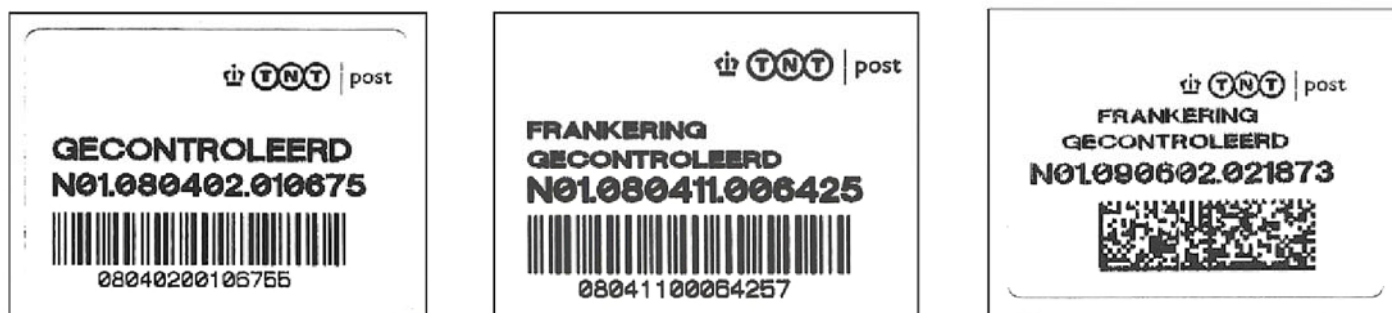 TNT post
GECONTROLEERD
N01.080402.010675
08040200106755
TNT post
FRANKERING
GECONTROLEERD
N01.080411.006425
08041100064257
TNT post
FRANKERING
GECONTROLEERD
N01.090602.021873